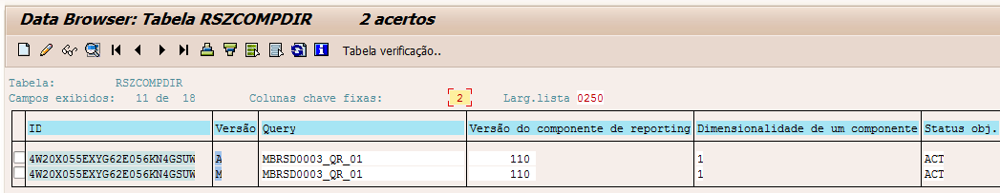 Data Browser: Tabela RSZCOMPDIR 2 acertos
Tabela verificação..
Tabela: RSZCOMPDIR
Campos exibidos: 11 de 18 Colunas chave fixas: 2 Larg.lista 0250
ID Versão Query Versão do componente de reporting Dimensionalidade de um componente Status obj.
4W20X055EXYG62E056KN4GSUW A MBRSD0003_QR_01 110 1 ACT
4W20X055EXYG62E056KN4GSUW M MBRSD0003_QR_01 110 1 ACT